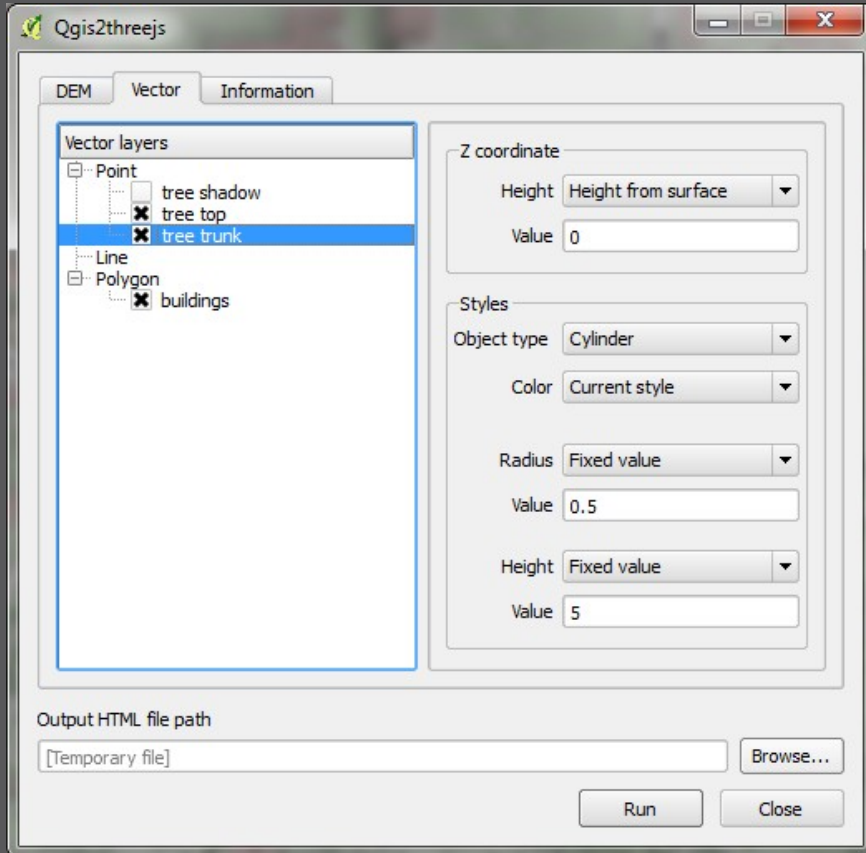 Qgis2threejs
DEM Vector Information
Vector layers
Point
tree shadow
tree top
tree trunk
Line
Polygon
buildings
Z coordinate
Height Height from surface
Value 0
Styles
Object type Cylinder
Color Current style
Radius Fixed value
Value 0.5
Height Fixed value
Value 5
Output HTML file path
[Temporary file] Browse...
Run Close